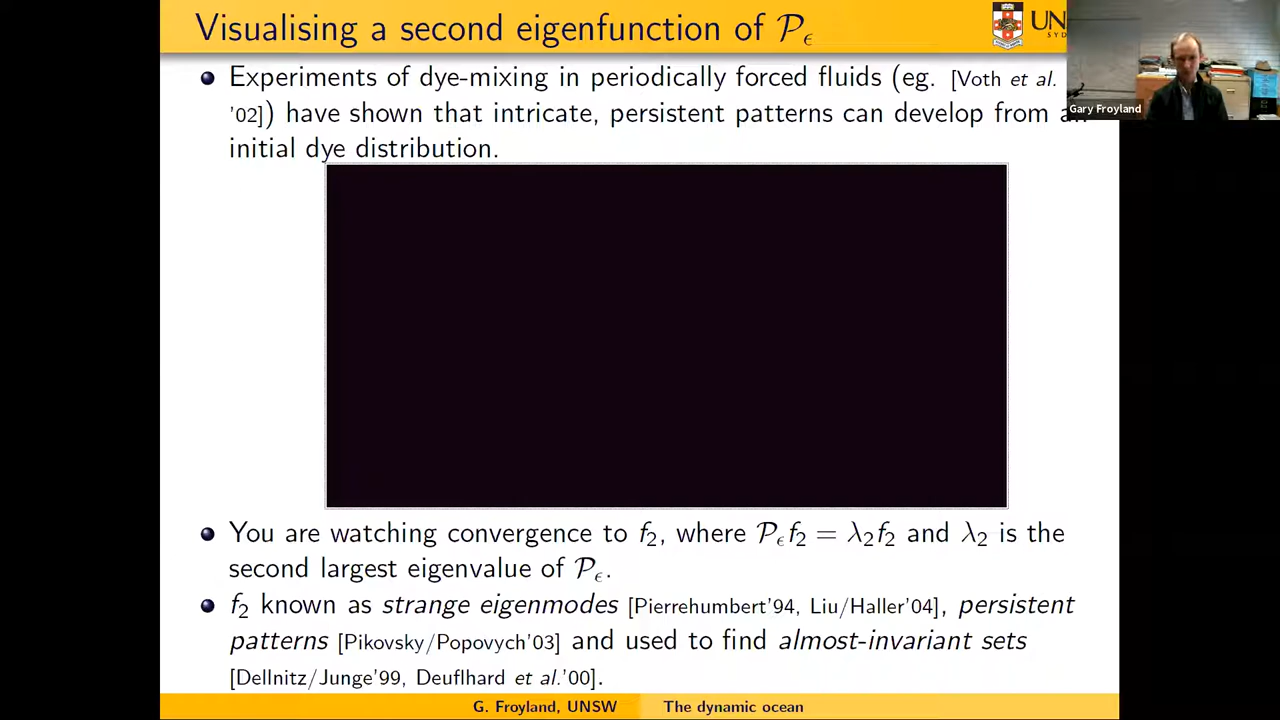 Visualising a second eigenfunction of 𝒫ϵ
UN
SYD
Gary Froyland
Experiments of dye-mixing in periodically forced fluids (eg. [Voth et al.
'02]) have shown that intricate, persistent patterns can develop from an
initial dye distribution.
You are watching convergence to f₂, where 𝒫ϵf₂ = λ₂f₂ and λ₂ is the
second largest eigenvalue of 𝒫ϵ.
f₂ known as strange eigenmodes [Pierrehumbert'94, Liu/Haller'04], persistent
patterns [Pikovsky/Popovych'03] and used to find almost-invariant sets
[Dellnitz/Junge'99, Deuflhard et al.'00].
G. Froyland, UNSW The dynamic ocean